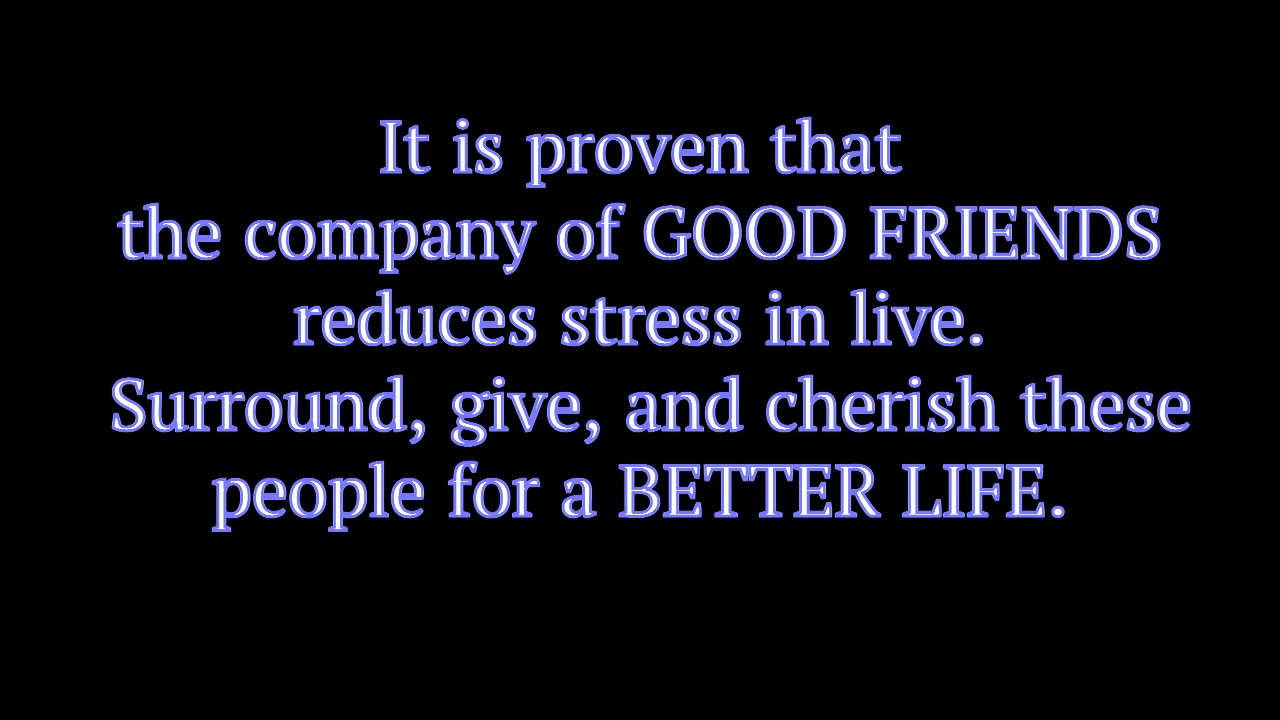 It is proven that
the company of GOOD FRIENDS
reduces stress in live.
Surround, give, and cherish these
people for a BETTER LIFE.